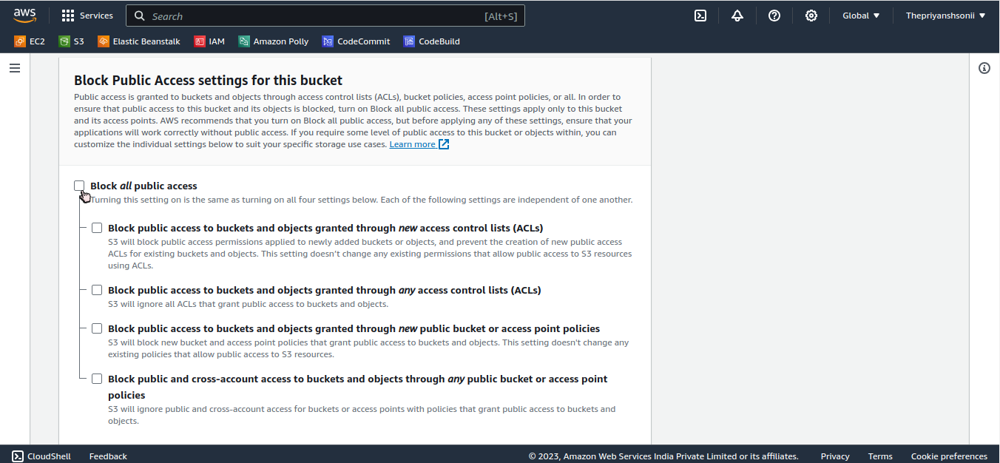 aws
Services
Search
[Alt+S]
Global
Thepriyanshsonii
EC2
S3
Elastic Beanstalk
IAM
Amazon Polly
CodeCommit
CodeBuild
Block Public Access settings for this bucket
Public access is granted to buckets and objects through access control lists (ACLs), bucket policies, access point policies, or all. In order to
ensure that public access to this bucket and its objects is blocked, turn on Block all public access. These settings apply only to this bucket
and its access points. AWS recommends that you turn on Block all public access, but before applying any of these settings, ensure that your
applications will work correctly without public access. If you require some level of public access to this bucket or objects within, you can
customize the individual settings below to suit your specific storage use cases. Learn more
Block all public access
Turning this setting on is the same as turning on all four settings below. Each of the following settings are independent of one another.
Block public access to buckets and objects granted through new access control lists (ACLs)
S3 will block public access permissions applied to newly added buckets or objects, and prevent the creation of new public access
ACLs for existing buckets and objects. This setting doesn't change any existing permissions that allow public access to S3 resources
using ACLs.
Block public access to buckets and objects granted through any access control lists (ACLs)
S3 will ignore all ACLs that grant public access to buckets and objects.
Block public access to buckets and objects granted through new public bucket or access point policies
S3 will block new bucket and access point policies that grant public access to buckets and objects. This setting doesn't change any
existing policies that allow public access to S3 resources.
Block public and cross-account access to buckets and objects through any public bucket or access point
policies
S3 will ignore public and cross-account access for buckets or access points with policies that grant public access to buckets and
objects.
CloudShell
Feedback
© 2023, Amazon Web Services India Private Limited or its affiliates.
Privacy
Terms
Cookie preferences